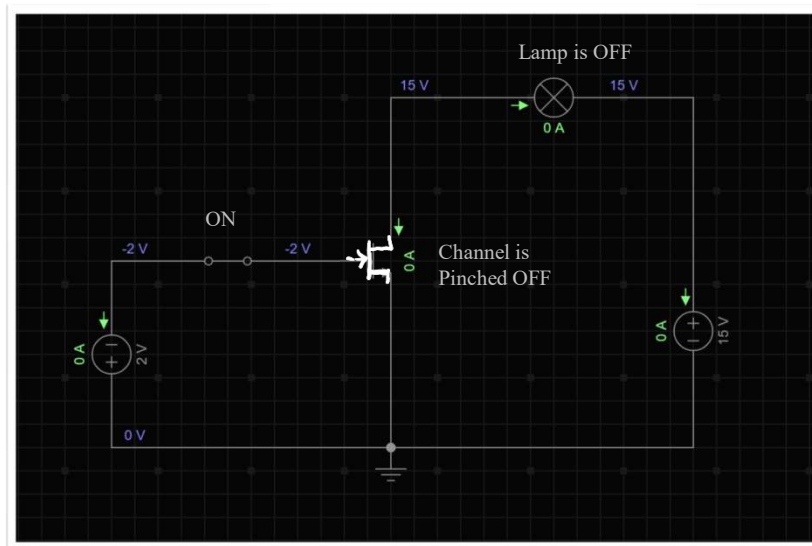 Lamp is OFF
15 V
15 V
0 A
ON
-2 V
-2 V
0 A
Channel is
Pinched OFF
0 A
2 V
0 A
15 V
0 V